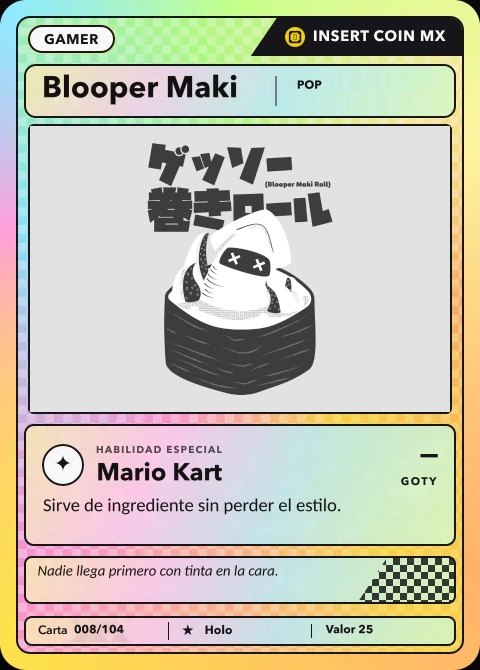 GAMER
INSERT COIN MX
Blooper Maki
POP
ゲッソー
(Blooper Maki Roll)
巻きロール
HABILIDAD ESPECIAL
Mario Kart
GOTY
Sirve de ingrediente sin perder el estilo.
Nadie llega primero con tinta en la cara.
Carta 008/104 ★ Holo Valor 25